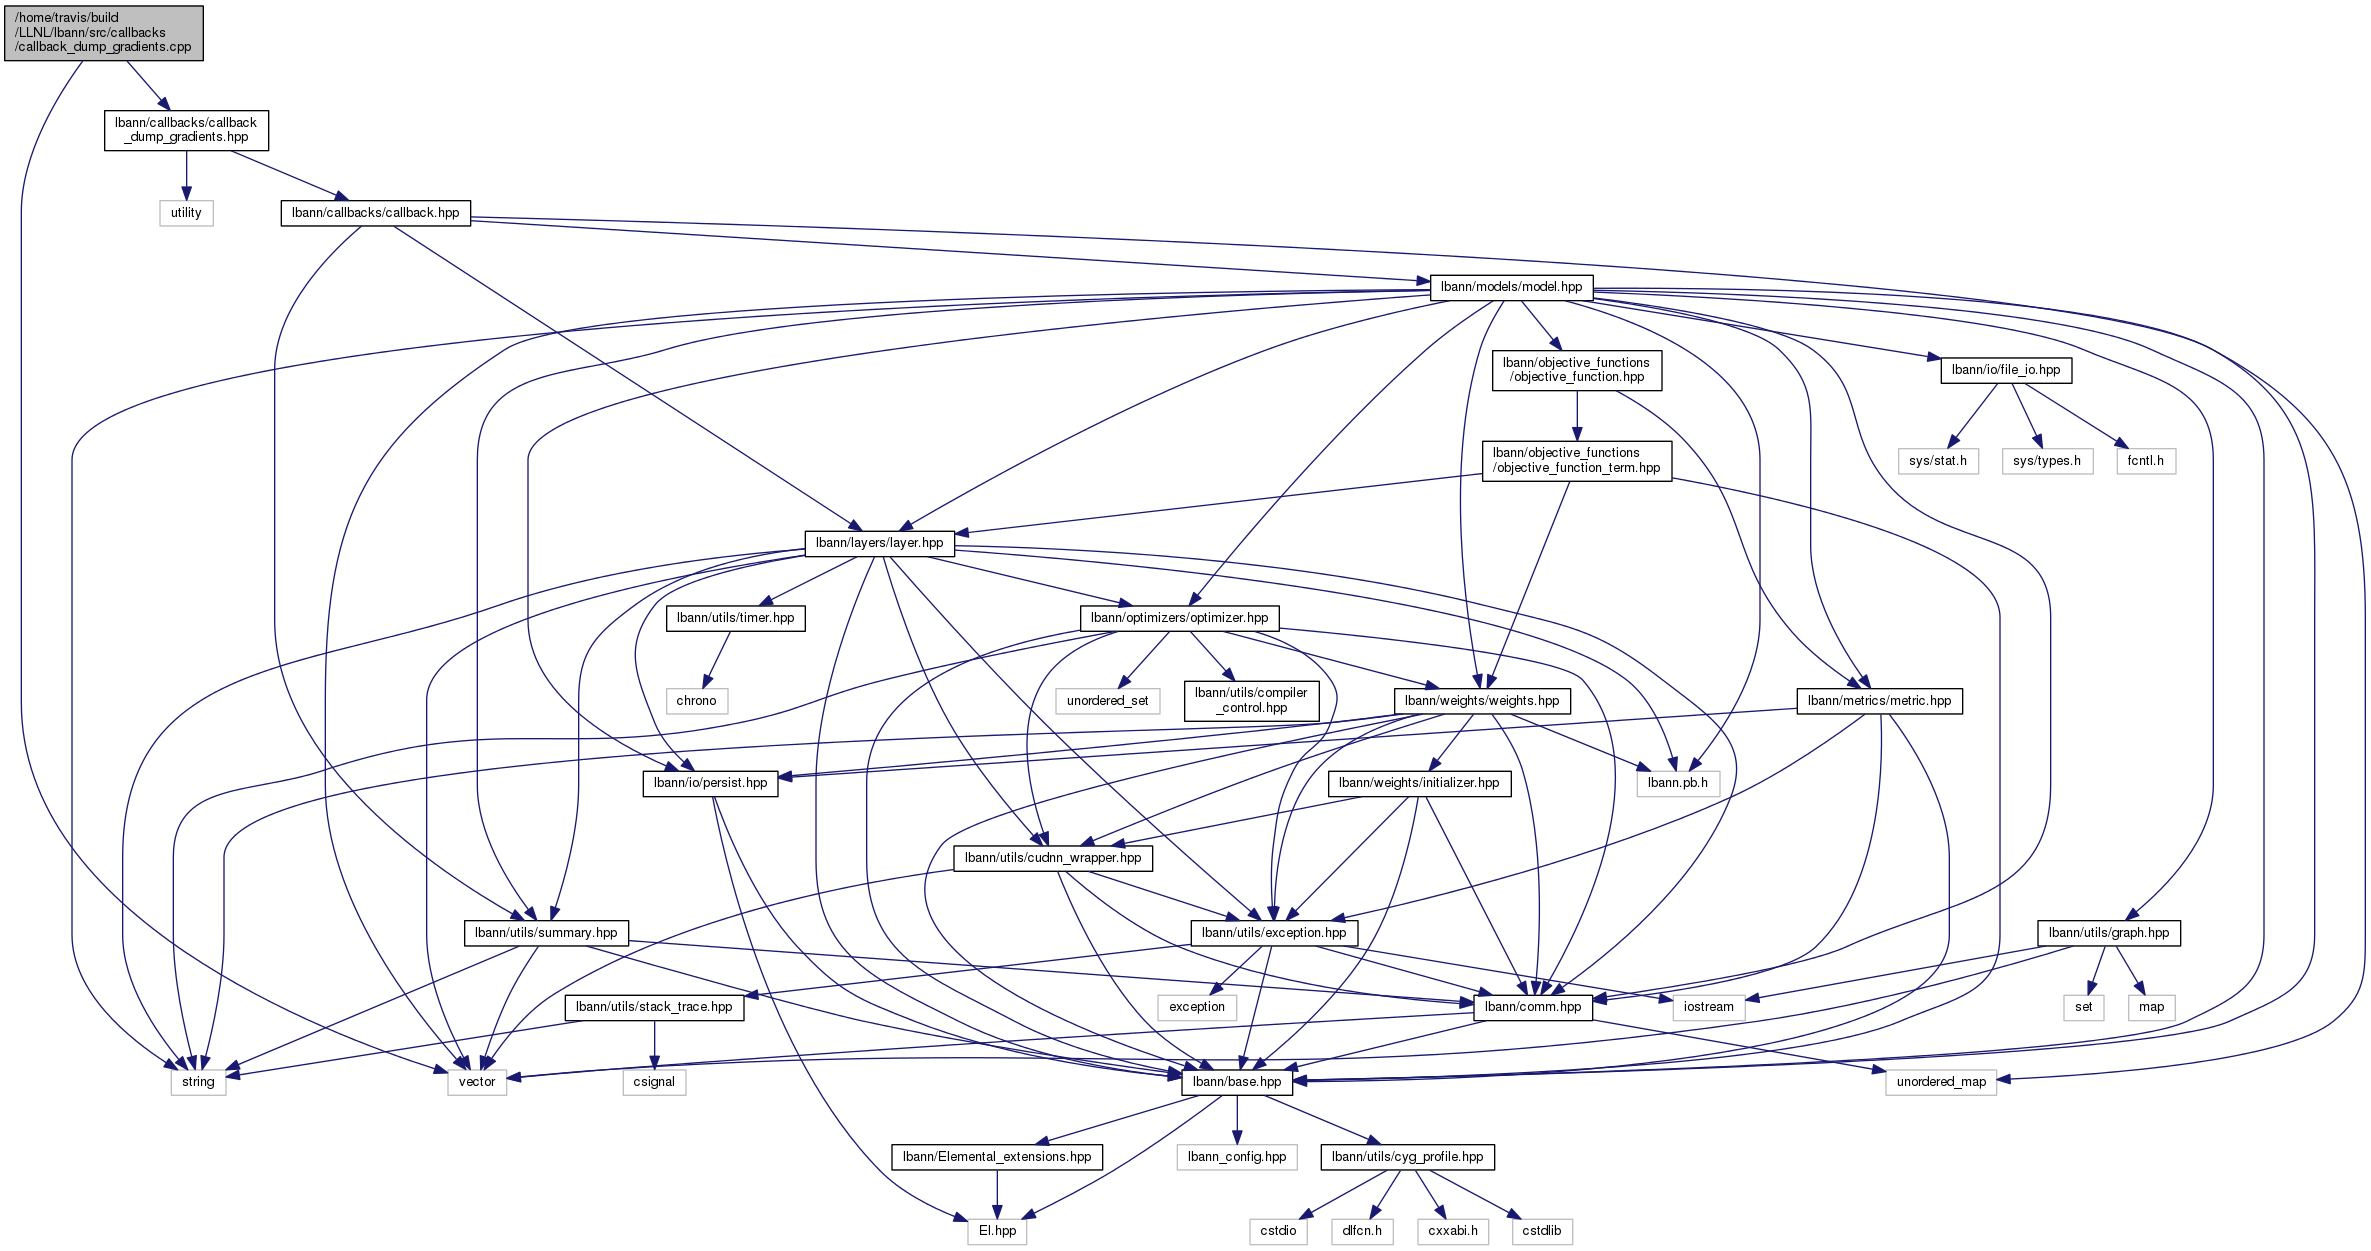 /home/travis/build
/LLNL/lbann/src/callbacks
/callback_dump_gradients.cpp
lbann/callbacks/callback
_dump_gradients.hpp
utility
lbann/callbacks/callback.hpp
lbann/models/model.hpp
lbann/objective_functions
/objective_function.hpp
lbann/io/file_io.hpp
lbann/objective_functions
/objective_function_term.hpp
sys/stat.h
sys/types.h
fcntl.h
lbann/layers/layer.hpp
lbann/utils/timer.hpp
lbann/optimizers/optimizer.hpp
chrono
unordered_set
lbann/utils/compiler
_control.hpp
lbann/weights/weights.hpp
lbann/metrics/metric.hpp
lbann/io/persist.hpp
lbann/weights/initializer.hpp
lbann.pb.h
lbann/utils/cudnn_wrapper.hpp
lbann/utils/summary.hpp
lbann/utils/exception.hpp
lbann/utils/graph.hpp
lbann/utils/stack_trace.hpp
exception
lbann/comm.hpp
iostream
set
map
string
vector
csignal
lbann/base.hpp
unordered_map
lbann/Elemental_extensions.hpp
lbann_config.hpp
lbann/utils/cyg_profile.hpp
El.hpp
cstdio
dlfcn.h
cxxabi.h
cstdlib